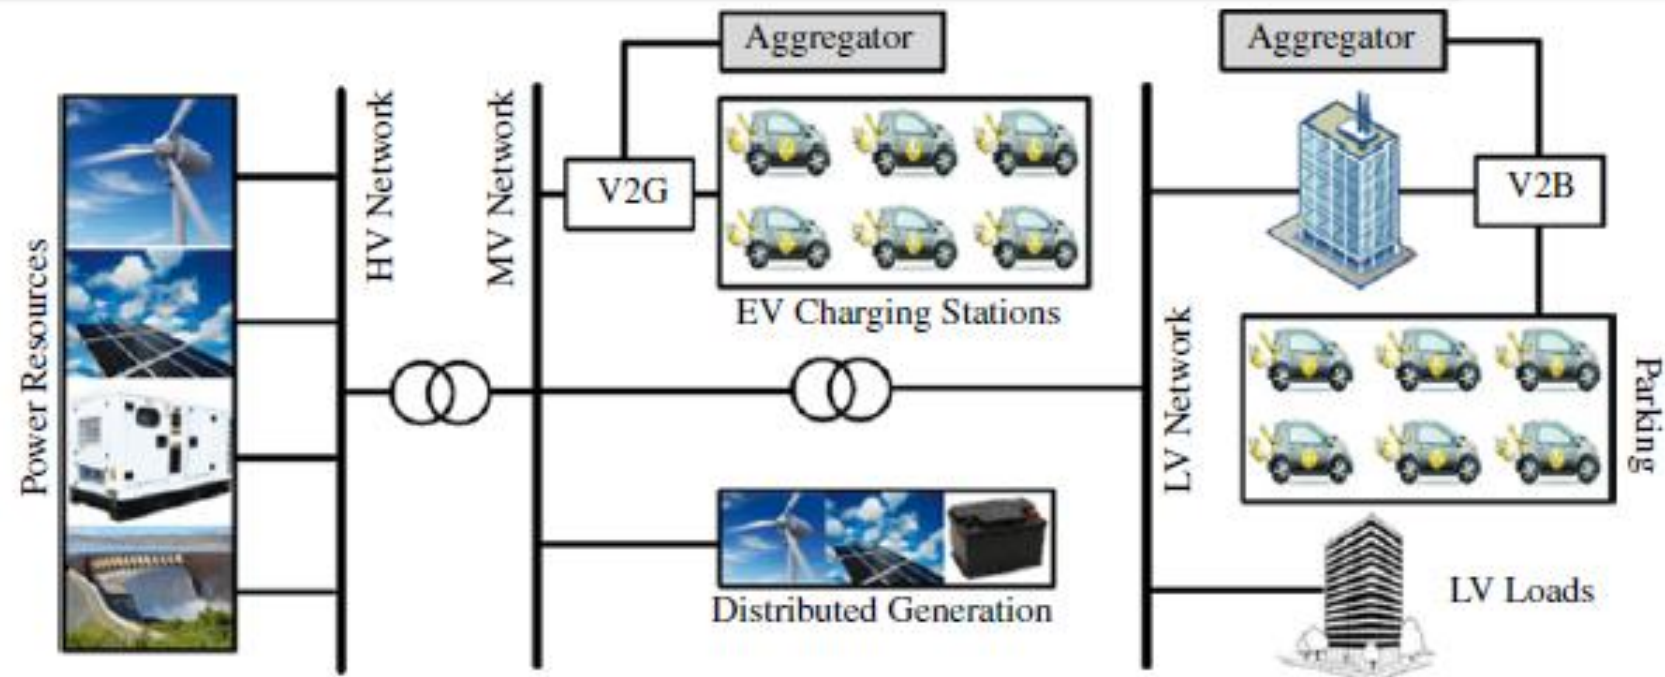 Aggregator
Aggregator
Power Resources
HV Network
MV Network
V2G
V2B
EV Charging Stations
LV Network
Parking
Distributed Generation
LV Loads